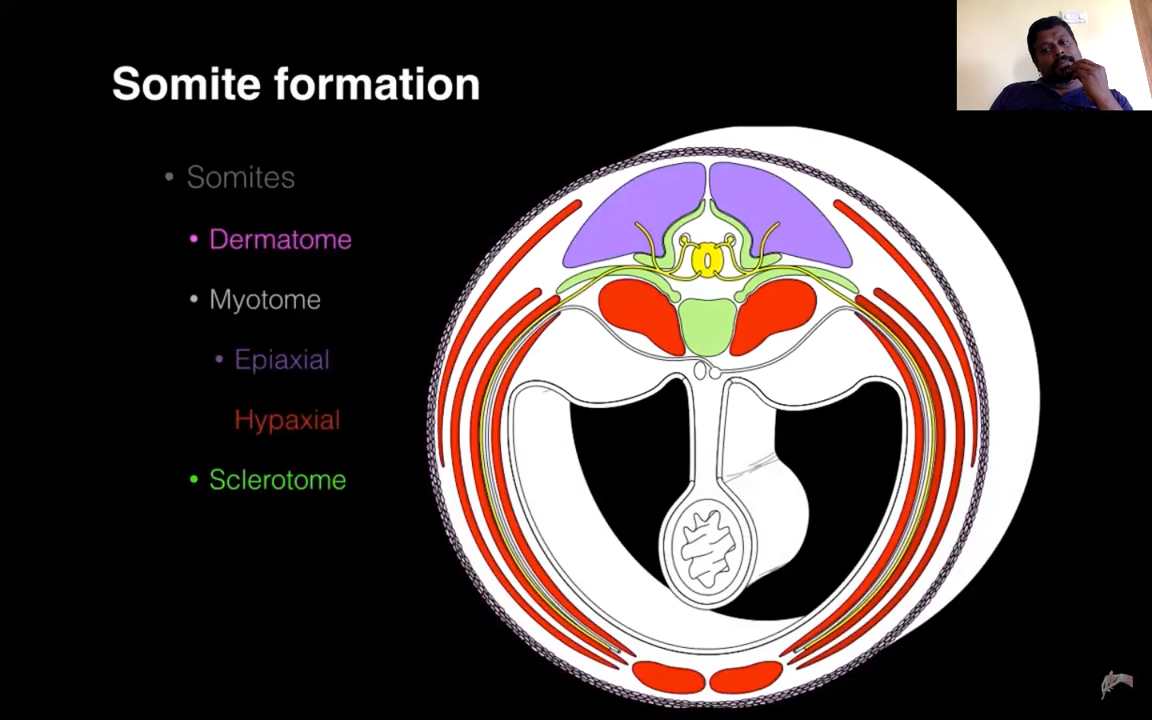 Somite formation
• Somites
• Dermatome
• Myotome
• Epiaxial
Hypaxial
• Sclerotome